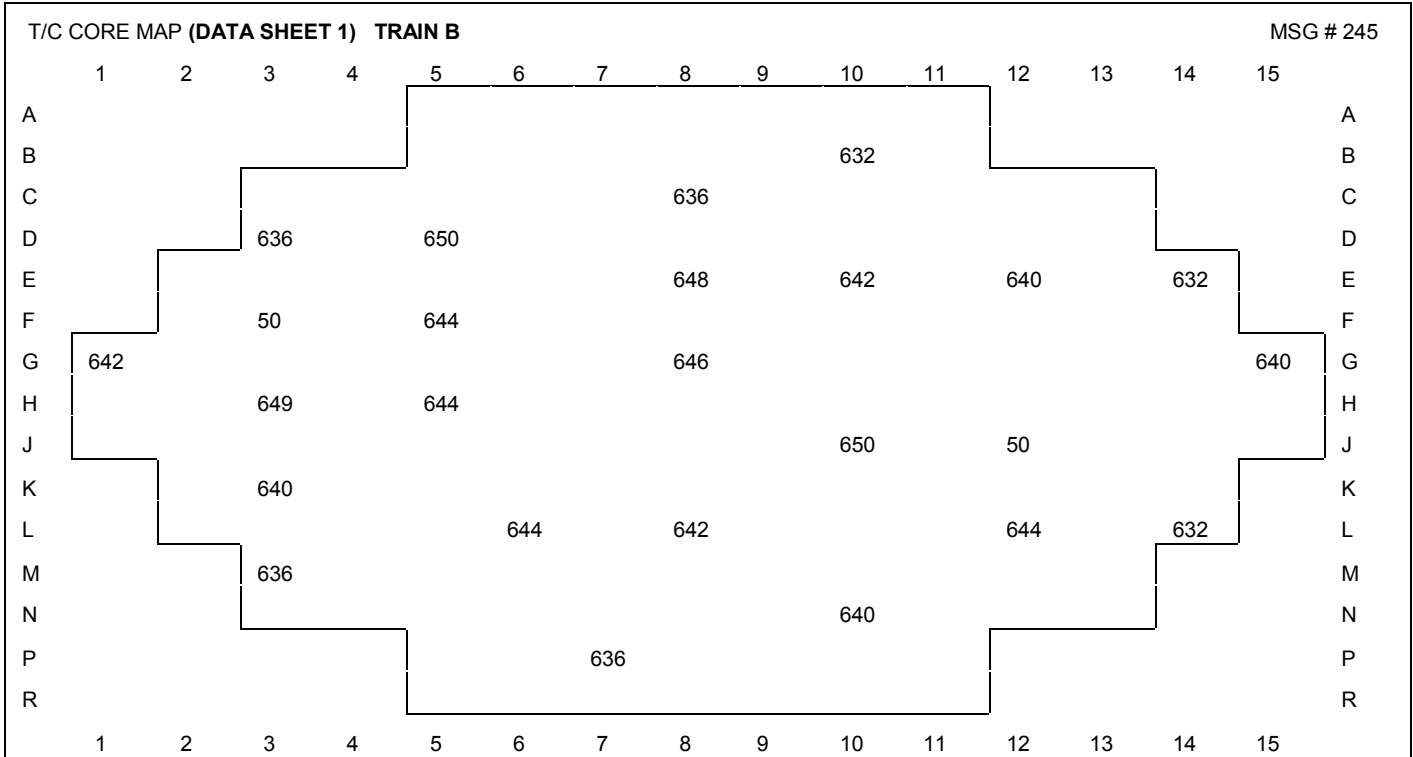 T/C CORE MAP (DATA SHEET 1) TRAIN B MSG # 245
1 2 3 4 5 6 7 8 9 10 11 12 13 14 15
A A
B 632 B
C 636 C
D 636 650 D
E 648 642 640 632 E
F 50 644 F
G 642 646 640 G
H 649 644 H
J 650 50 J
K 640 K
L 644 642 644 632 L
M 636 M
N 640 N
P 636 P
R R
1 2 3 4 5 6 7 8 9 10 11 12 13 14 15